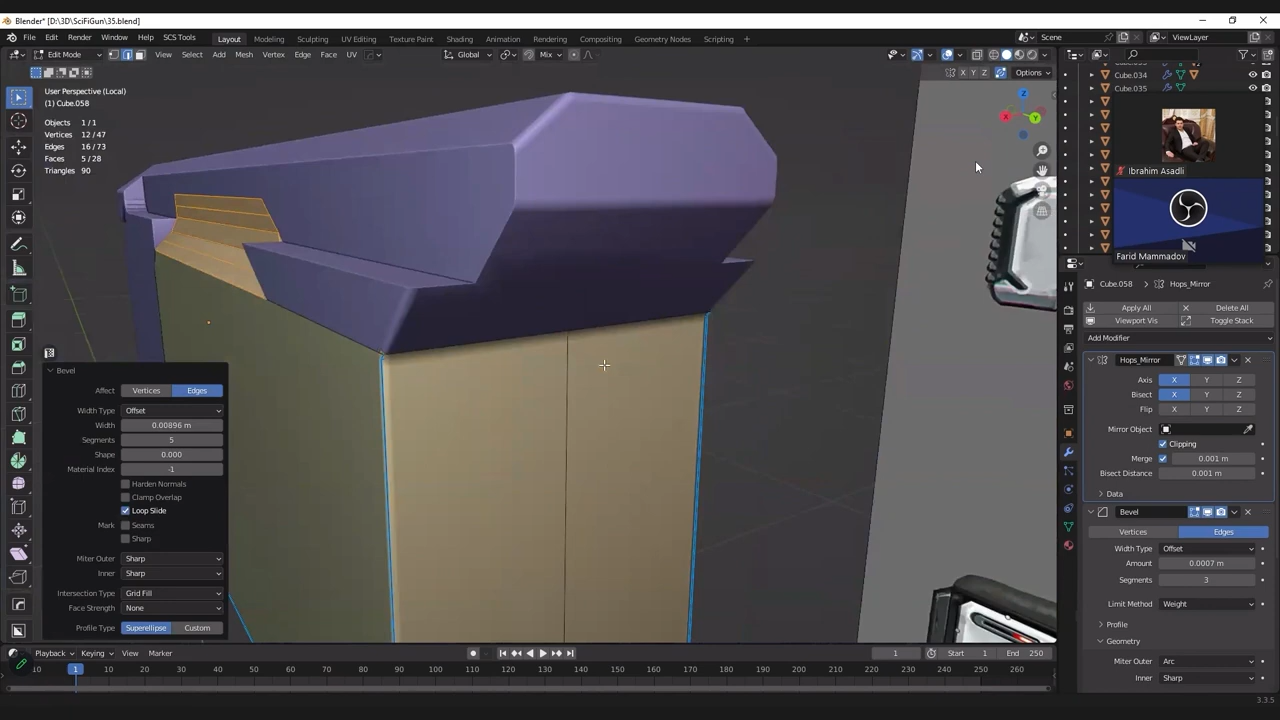 Blender* [D:\3D\SciFiGun\35.blend]
File Edit Render Window Help SCS Tools Layout Modeling Sculpting UV Editing Texture Paint Shading Animation Rendering Compositing Geometry Nodes Scripting + Scene ViewLayer
Edit Mode View Select Add Mesh Vertex Edge Face UV Global Mix
X Y Z Options
User Perspective (Local)
(1) Cube.058
Objects 1/1
Vertices 12/47
Edges 16/73
Faces 5/28
Triangles 90
Z
X Y
Cube.034
Cube.035
Ibrahim Asadli
Farid Mammadov
Cube.058 Hops_Mirror
Apply All Delete All
Viewport Vis Toggle Stack
Add Modifier
Hops_Mirror
Axis X Y Z
Bisect X Y Z
Flip X Y Z
Mirror Object
Clipping
Merge 0.001 m
Bisect Distance 0.001 m
Data
Bevel
Vertices Edges
Width Type Offset
Amount 0.0007 m
Segments 3
Limit Method Weight
Profile
Geometry
Miter Outer Arc
Inner Sharp
Bevel
Affect Vertices Edges
Width Type Offset
Width 0.00896 m
Segments 5
Shape 0.000
Material Index -1
Harden Normals
Clamp Overlap
Loop Slide
Mark Seams
Sharp
Miter Outer Sharp
Inner Sharp
Intersection Type Grid Fill
Face Strength None
Profile Type Superellipse Custom
Playback Keying View Marker 1 Start 1 End 250
10 1 10 20 30 40 50 60 70 80 90 100 110 120 130 140 150 160 170 180 190 200 210 220 230 240 250 260
3.3.5